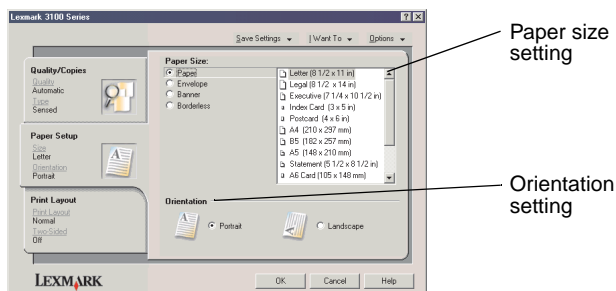 Lexmark 3100 Series
Save Settings
I Want To
Options
Quality/Copies
Quality
Automatic
Type
Sensed
Paper Setup
Size
Letter
Orientation
Portrait
Print Layout
Print Layout
Normal
Two-Sided
Off
Paper Size:
Paper
Envelope
Banner
Borderless
Letter (8 1/2 x 11 in)
Legal (8 1/2 x 14 in)
Executive (7 1/4 x 10 1/2 in)
Index Card (3 x 5 in)
Postcard (4 x 6 in)
A4 (210 x 297 mm)
B5 (182 x 257 mm)
A5 (148 x 210 mm)
Statement (5 1/2 x 8 1/2 in)
A6 Card (105 x 148 mm)
Orientation
Portrait
Landscape
LEXMARK
OK
Cancel
Help
Paper size
setting
Orientation
setting